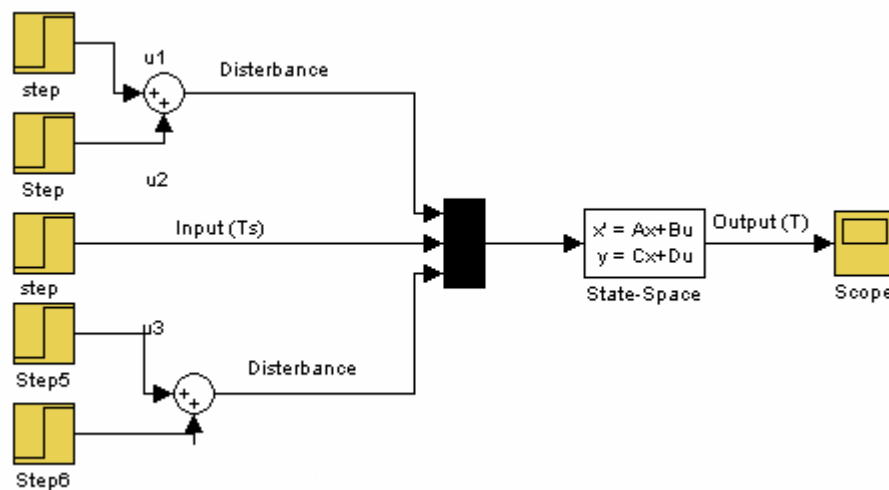 step
u1
+
+
Disterbance
Step
u2
Input (Ts)
step
x' = Ax+Bu
y = Cx+Du
State-Space
Output (T)
Scope
u3
Step5
+
+
Disterbance
Step6